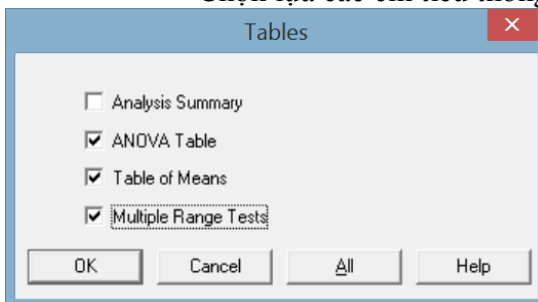 Tables
Analysis Summary
ANOVA Table
Table of Means
Multiple Range Tests
OK Cancel All Help